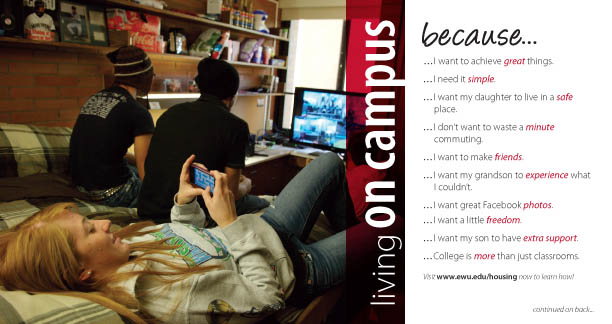 living on campus
because...
...I want to achieve great things.
...I need it simple.
...I want my daughter to live in a safe
place.
...I don't want to waste a minute
commuting.
...I want to make friends.
...I want my grandson to experience what
I couldn't.
...I want great Facebook photos.
...I want a little freedom.
...I want my son to have extra support.
...College is more than just classrooms.
Visit www.ewu.edu/housing now to learn how!
continued on back...